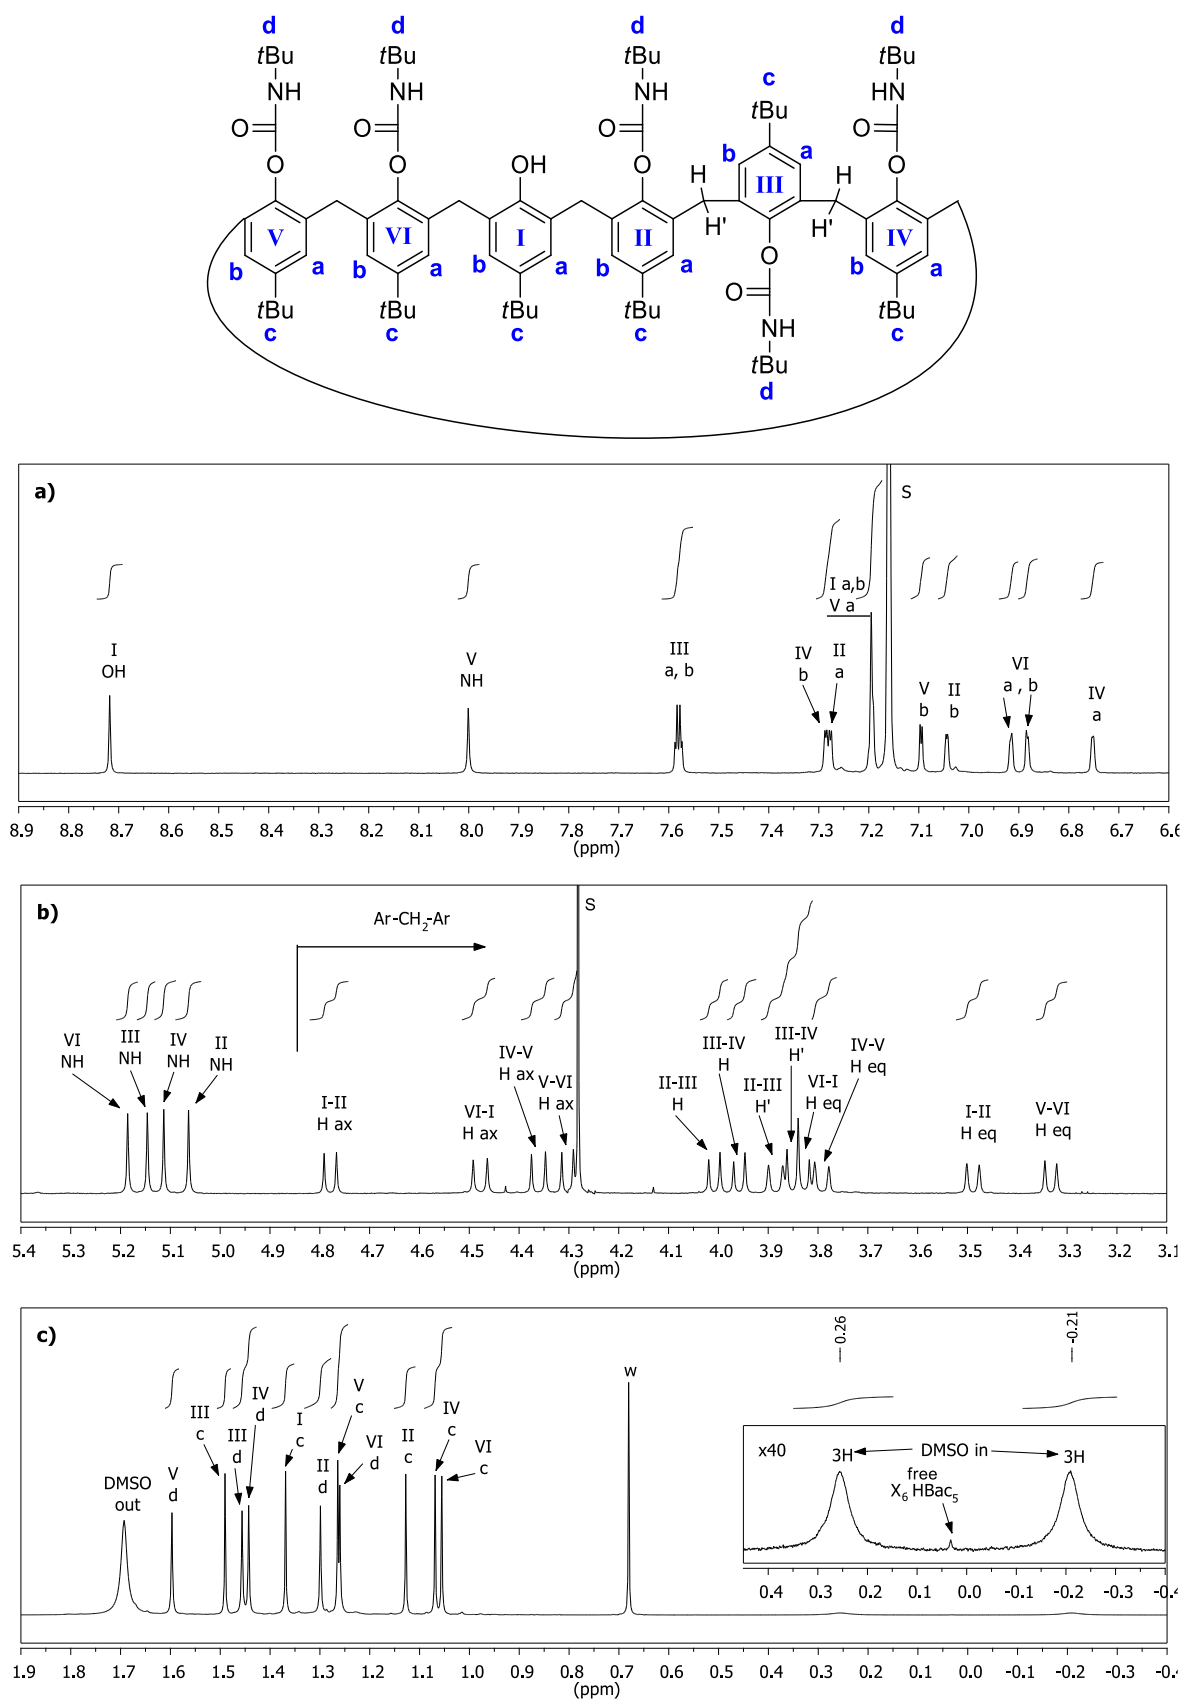 d d d d
tBu tBu tBu tBu
c
NH NH NH tBu HN
O O O O
b a
O O OH O H III H O
H' H'
V VI I II O IV
b a b a b a b a b a
O
tBu tBu tBu tBu NH tBu
c c c c c
tBu
d
a)
S
I a,b
V a
I
OH
V
NH
III
a, b
IV
b
II
a
V
b
II
b
VI
a , b
IV
a
8.9 8.8 8.7 8.6 8.5 8.4 8.3 8.2 8.1 8.0 7.9 7.8 7.7 7.6 7.5 7.4 7.3 7.2 7.1 7.0 6.9 6.8 6.7 6.6
(ppm)
b)
S
Ar-CH2-Ar
VI
NH
III
NH
IV
NH
II
NH
I-II
H ax
VI-I
H ax
IV-V
H ax
V-VI
H ax
II-III
H
III-IV
H
II-III
H'
III-IV
H'
VI-I
H eq
IV-V
H eq
I-II
H eq
V-VI
H eq
5.4 5.3 5.2 5.1 5.0 4.9 4.8 4.7 4.6 4.5 4.4 4.3 4.2 4.1 4.0 3.9 3.8 3.7 3.6 3.5 3.4 3.3 3.2 3.1
(ppm)
c)
DMSO
out
V
d
III
c
III
d
IV
d
I
c
II
d
V
c
VI
d
II
c
IV
c
VI
c
w
0.26
-0.21
x40
3H DMSO in 3H
free
X6 HBac5
0.4 0.3 0.2 0.1 0.0 -0.1 -0.2 -0.3 -0.4
1.9 1.8 1.7 1.6 1.5 1.4 1.3 1.2 1.1 1.0 0.9 0.8 0.7 0.6 0.5 0.4 0.3 0.2 0.1 0.0 -0.1 -0.2 -0.3 -0.4
(ppm)